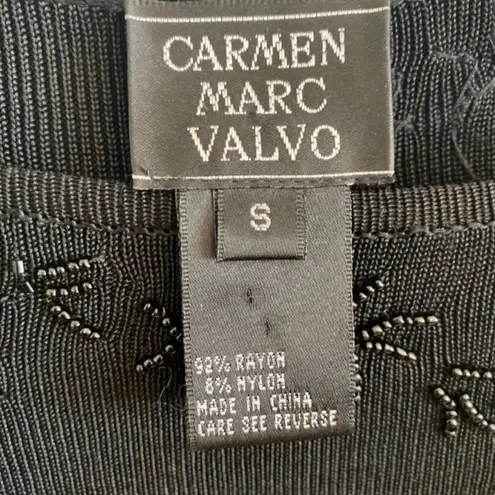 CARMEN
MARC
VALVO
S
92% RAYON
8% NYLON
MADE IN CHINA
CARE SEE REVERSE